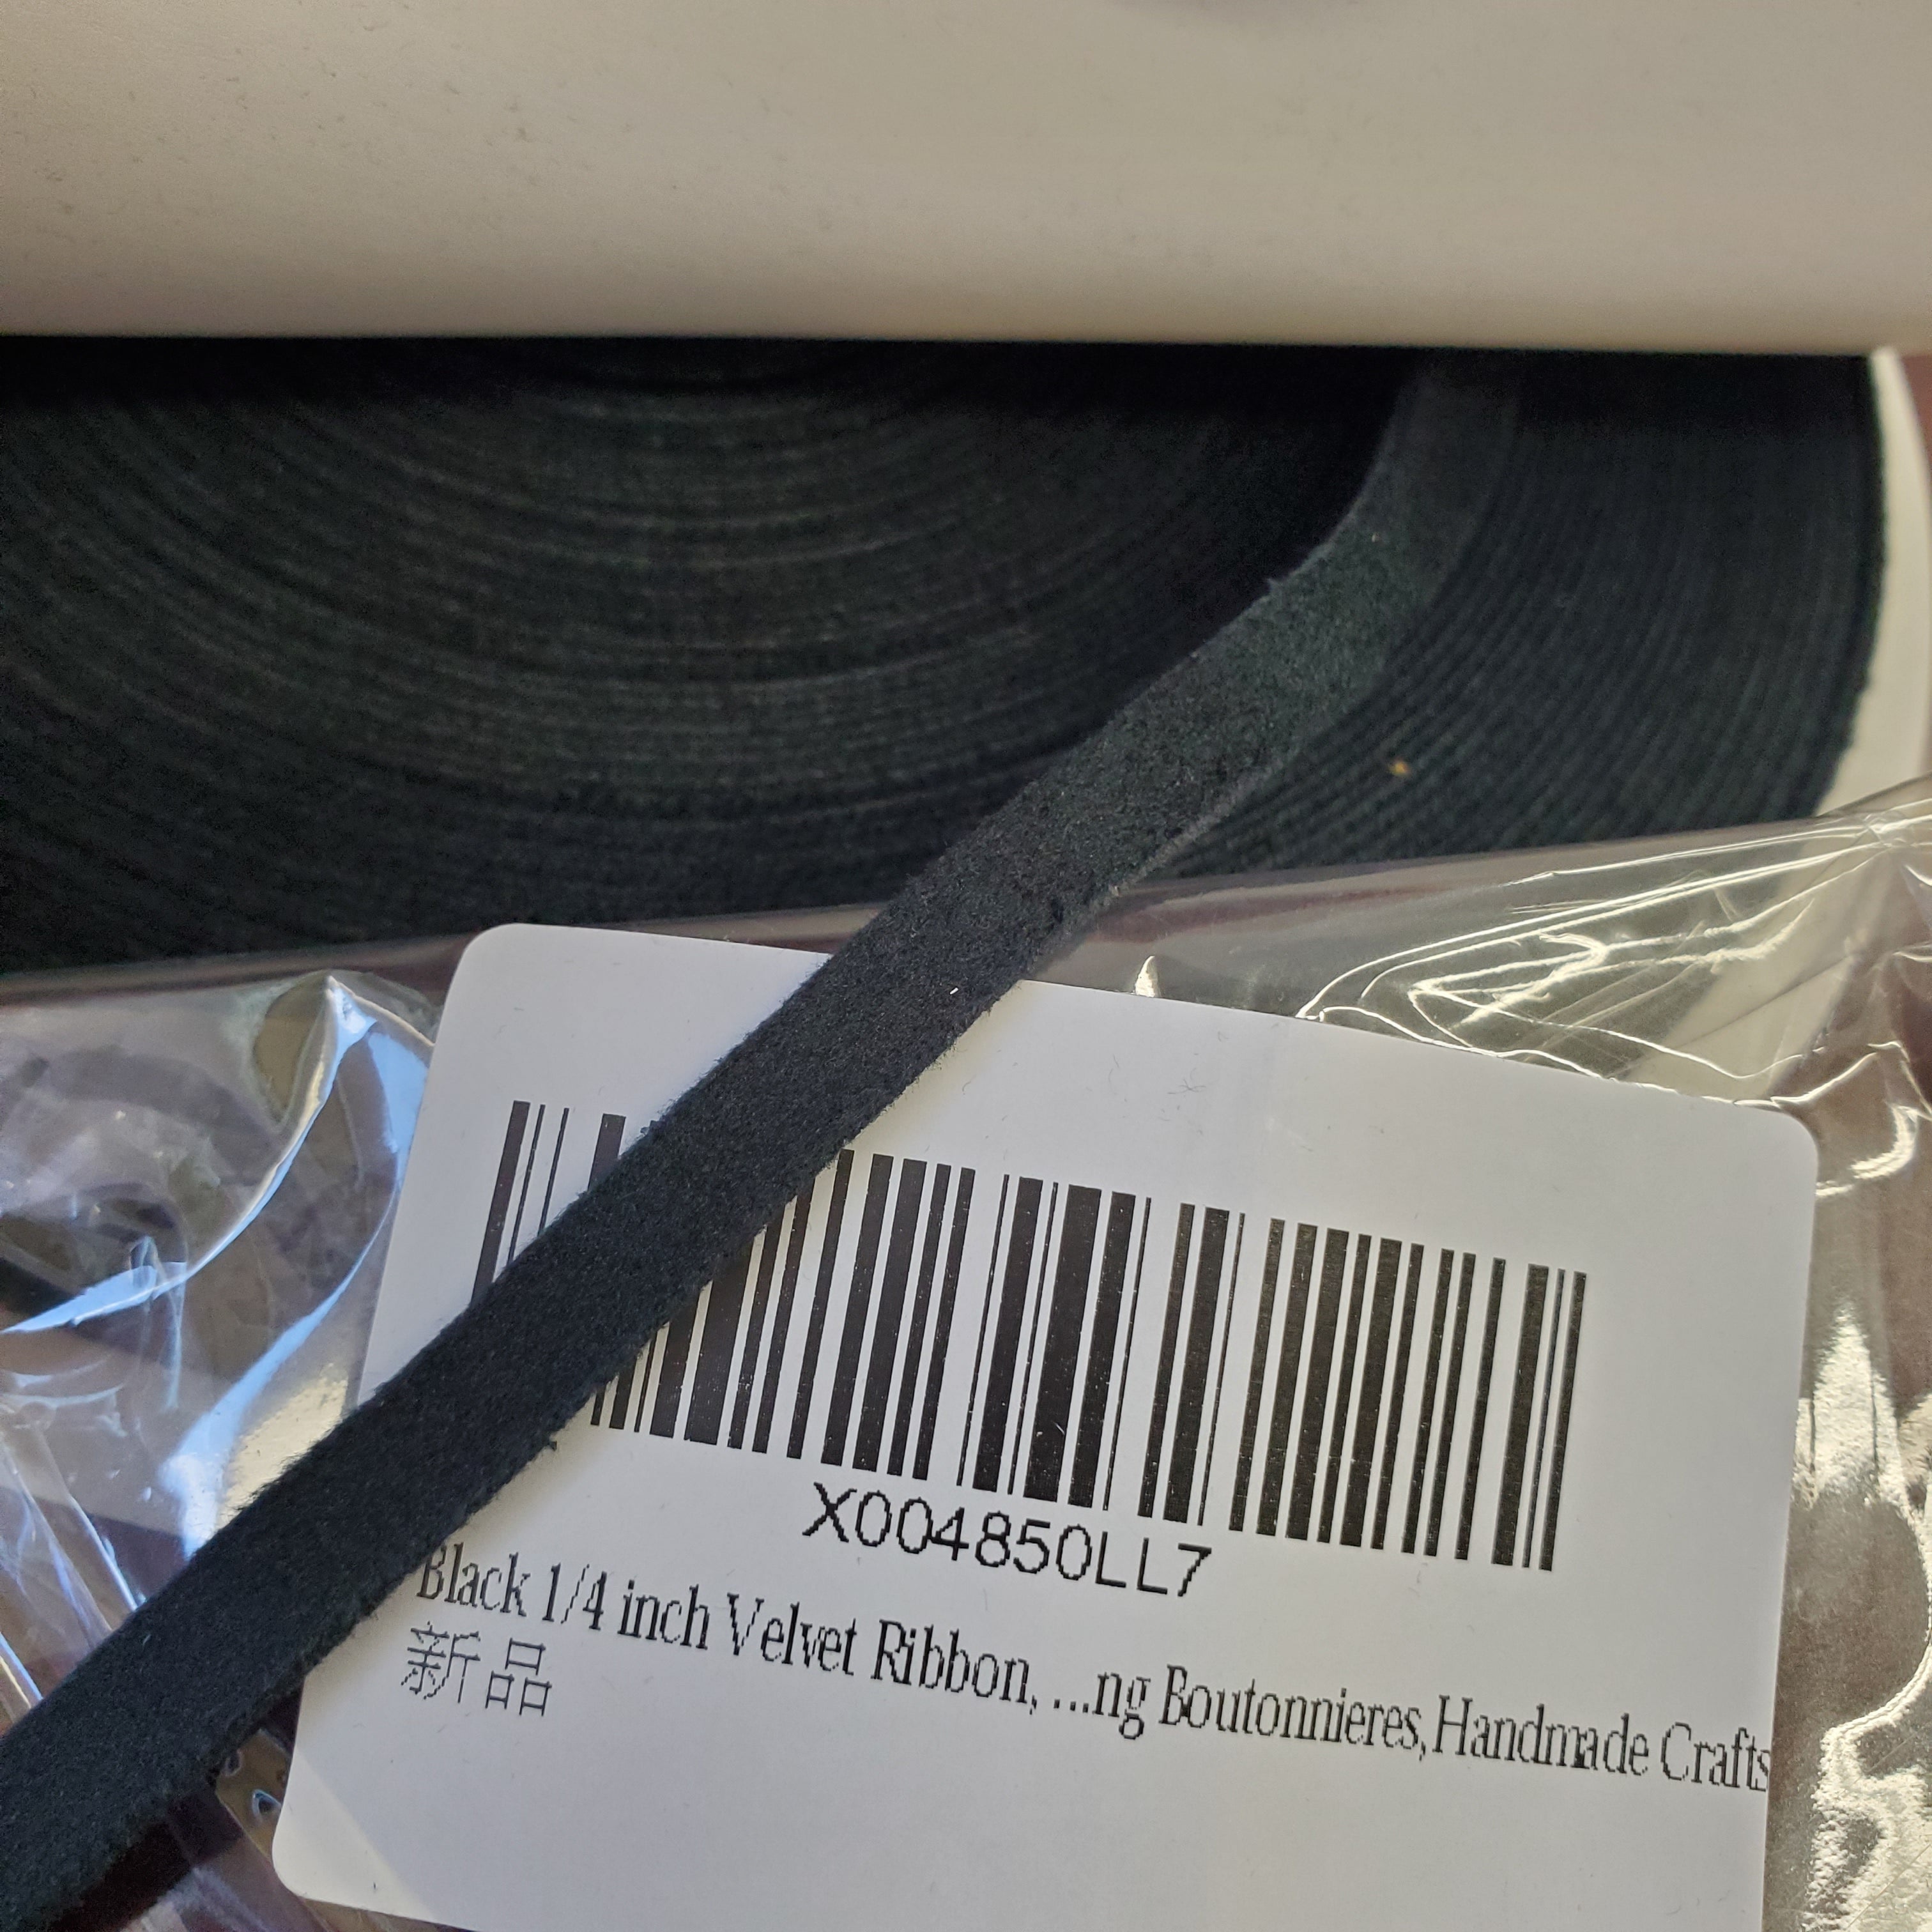 X004850LL7
Black 1/4 inch Velvet Ribbon, ...ng Boutonnieres,Handmade Crafts
新品